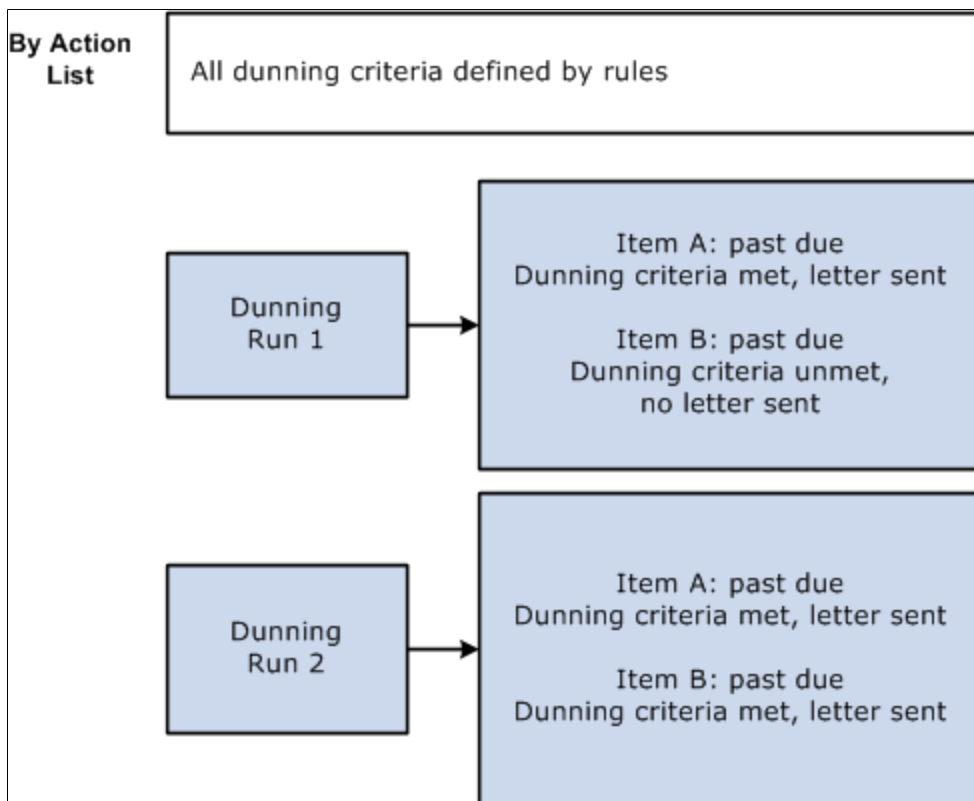 By Action
List
All dunning criteria defined by rules
Dunning
Run 1
Item A: past due
Dunning criteria met, letter sent
Item B: past due
Dunning criteria unmet,
no letter sent
Dunning
Run 2
Item A: past due
Dunning criteria met, letter sent
Item B: past due
Dunning criteria met, letter sent